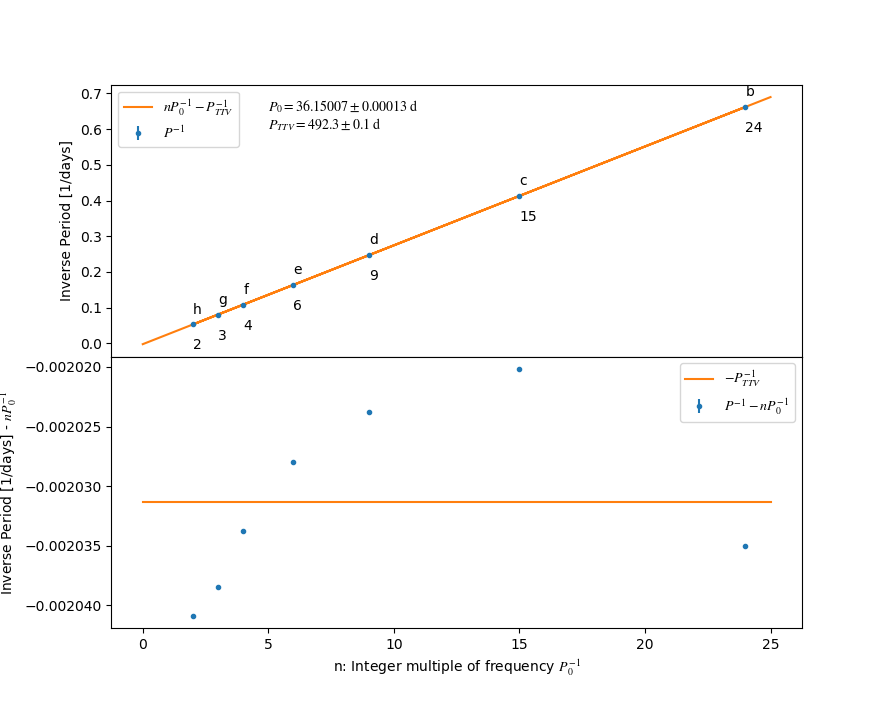 0.7
0.6
0.5
0.4
0.3
0.2
0.1
0.0
Inverse Period [1/days]
nP₀⁻¹ − P_TTV⁻¹
P⁻¹
P₀ = 36.15007 ± 0.00013 d
P_TTV = 492.3 ± 0.1 d
b
24
c
15
d
9
e
6
f
4
g
3
h
2
−0.002020
−0.002025
−0.002030
−0.002035
−0.002040
Inverse Period [1/days] - nP₀⁻¹
−P_TTV⁻¹
P⁻¹ − nP₀⁻¹
0 5 10 15 20 25
n: Integer multiple of frequency P₀⁻¹